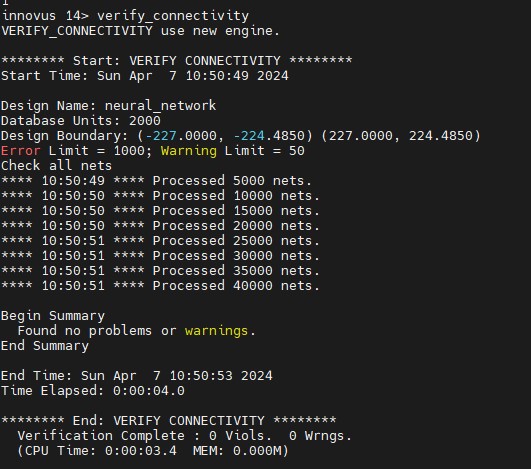 innovus 14> verify_connectivity
VERIFY_CONNECTIVITY use new engine.
******** Start: VERIFY CONNECTIVITY ********
Start Time: Sun Apr  7 10:50:49 2024
Design Name: neural_network
Database Units: 2000
Design Boundary: (-227.0000, -224.4850) (227.0000, 224.4850)
Error Limit = 1000; Warning Limit = 50
Check all nets
**** 10:50:49 **** Processed 5000 nets.
**** 10:50:50 **** Processed 10000 nets.
**** 10:50:50 **** Processed 15000 nets.
**** 10:50:50 **** Processed 20000 nets.
**** 10:50:51 **** Processed 25000 nets.
**** 10:50:51 **** Processed 30000 nets.
**** 10:50:51 **** Processed 35000 nets.
**** 10:50:51 **** Processed 40000 nets.
Begin Summary
  Found no problems or warnings.
End Summary
End Time: Sun Apr  7 10:50:53 2024
Time Elapsed: 0:00:04.0
******** End: VERIFY CONNECTIVITY ********
  Verification Complete : 0 Viols.  0 Wrngs.
  (CPU Time: 0:00:03.4  MEM: 0.000M)